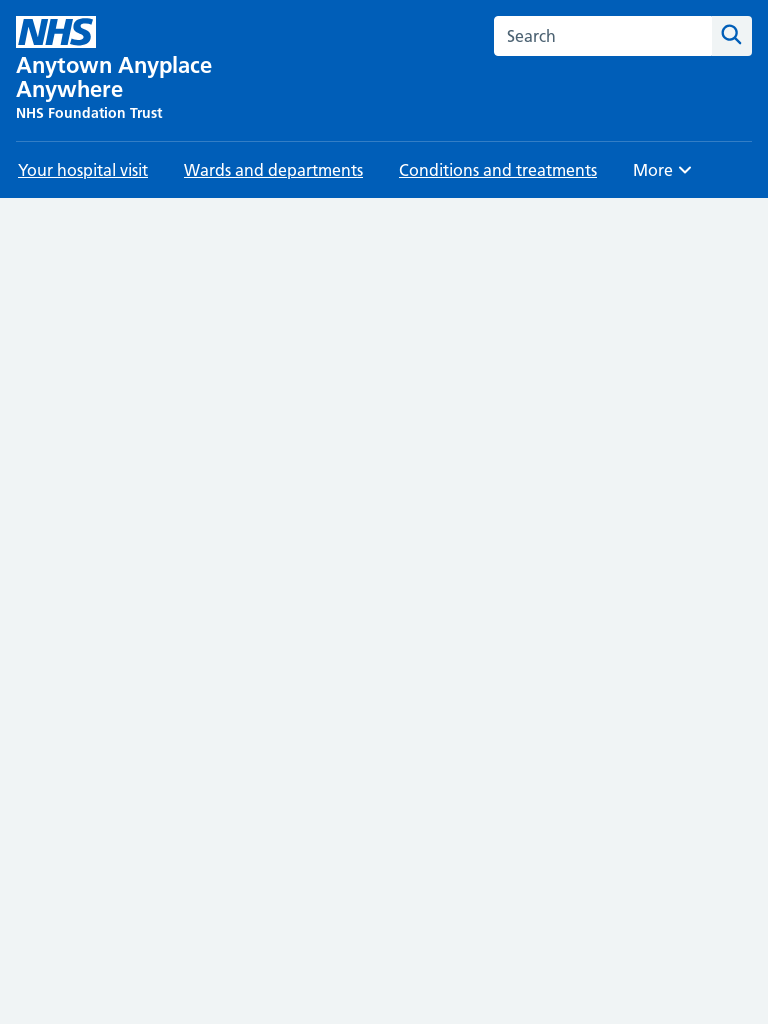 NHS
Anytown Anyplace
Anywhere
NHS Foundation Trust
Search
Your hospital visit
Wards and departments
Conditions and treatments
More